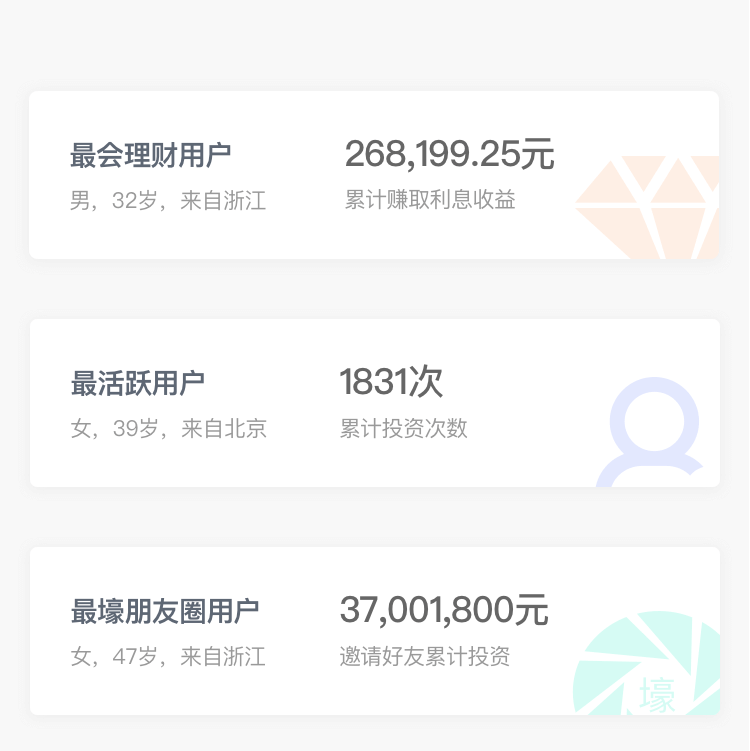 最会理财用户
268,199.25元
男，32岁，来自浙江
累计赚取利息收益
最活跃用户
1831次
女，39岁，来自北京
累计投资次数
最壕朋友圈用户
37,001,800元
女，47岁，来自浙江
邀请好友累计投资
壕